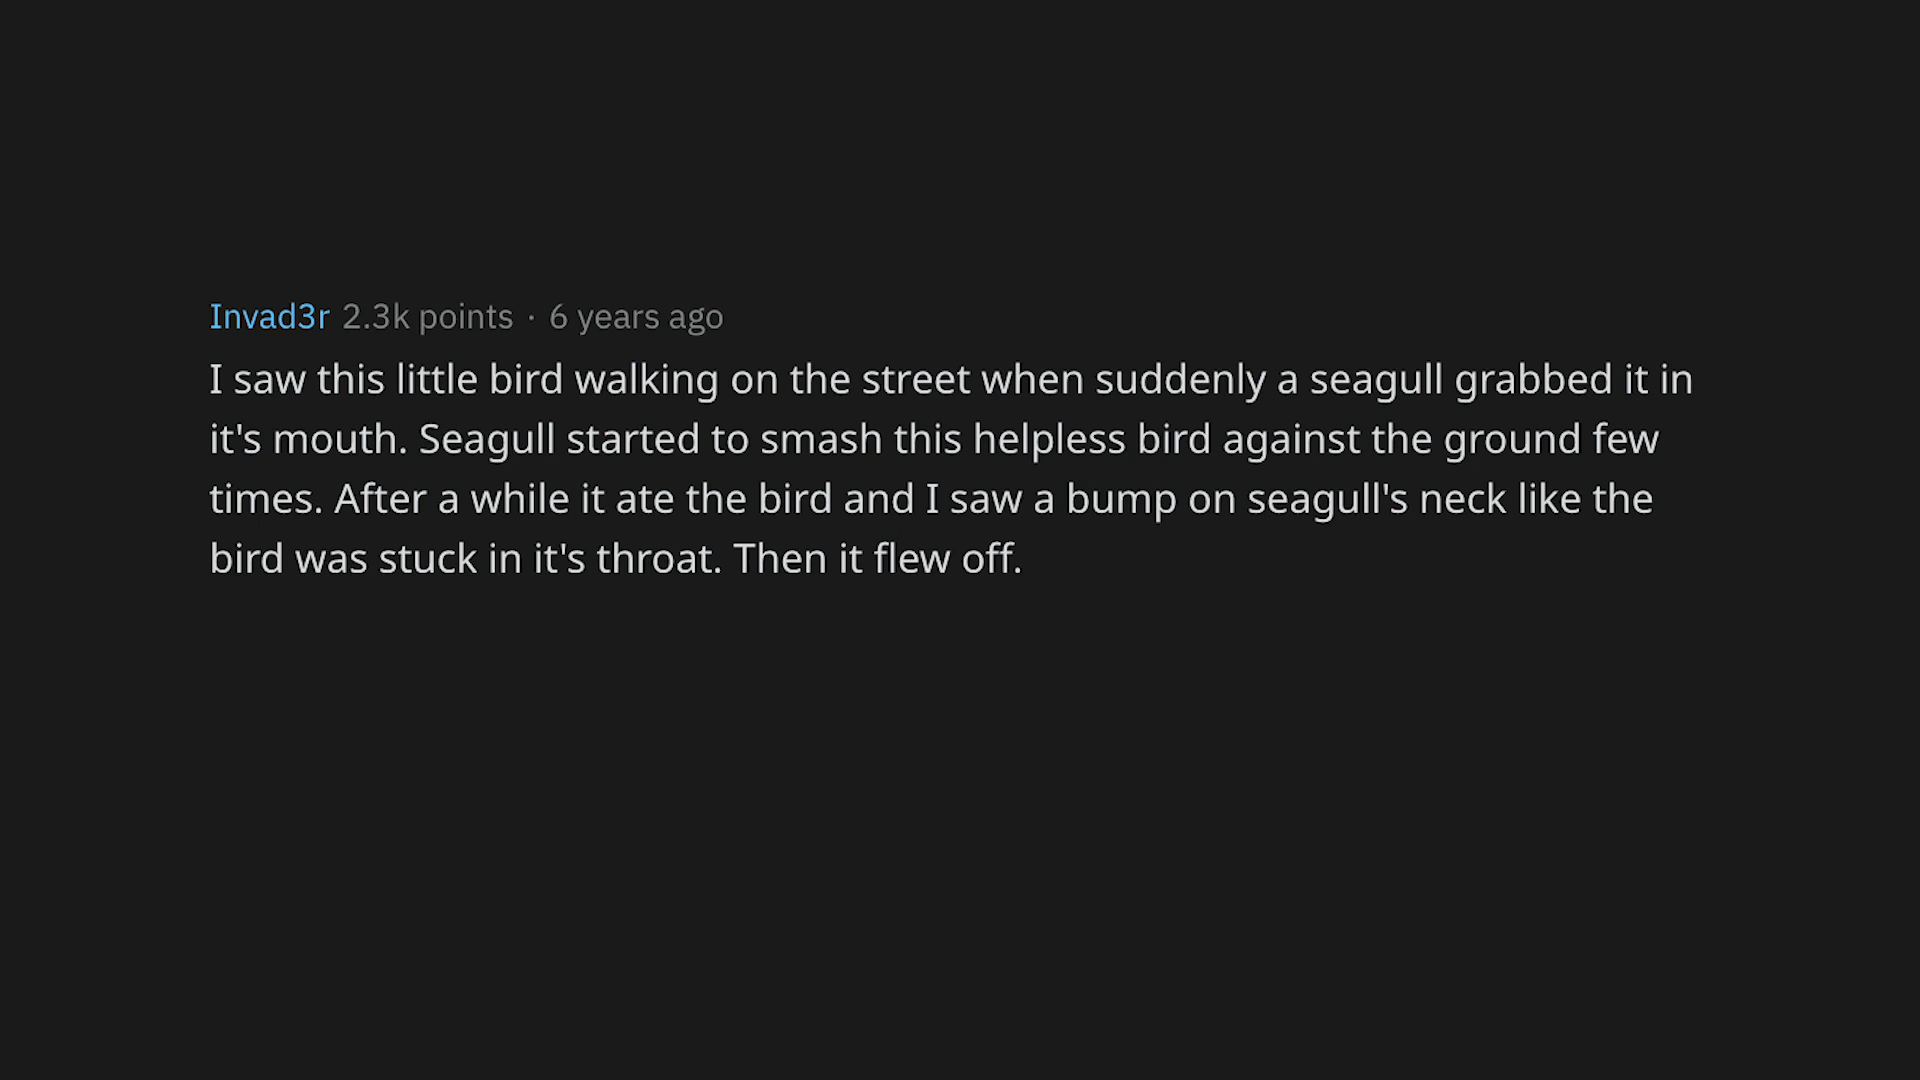 Invad3r 2.3k points · 6 years ago
I saw this little bird walking on the street when suddenly a seagull grabbed it in
it's mouth. Seagull started to smash this helpless bird against the ground few
times. After a while it ate the bird and I saw a bump on seagull's neck like the
bird was stuck in it's throat. Then it flew off.